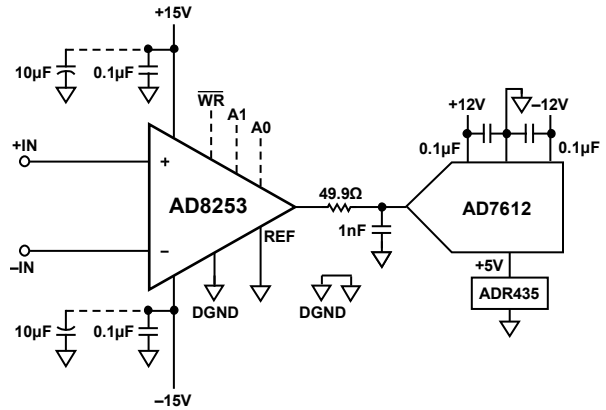 +15V
10µF
0.1µF
WR
A1
A0
+IN
+
AD8253
−
–IN
REF
DGND
10µF
0.1µF
–15V
49.9Ω
1nF
DGND
+12V
–12V
0.1µF
0.1µF
AD7612
+5V
ADR435